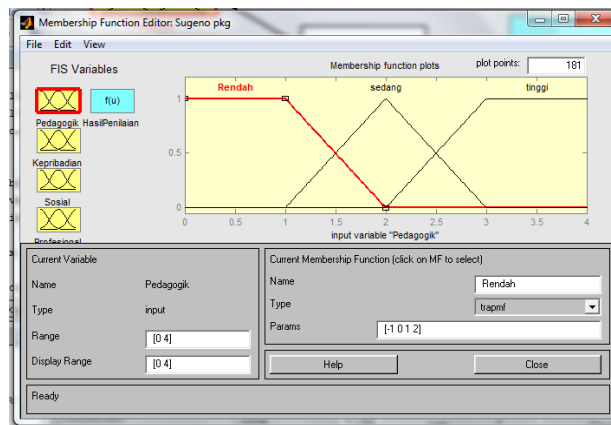 Membership Function Editor: Sugeno pkg
File Edit View
FIS Variables
Membership function plots
plot points: 181
f(u)
Pedagogik HasilPenilaian
Kepribadian
Sosial
Profesional
Rendah sedang tinggi
1
0.5
0
0 0.5 1 1.5 2 2.5 3 3.5 4
input variable "Pedagogik"
Current Variable
Name Pedagogik
Type input
Range [0 4]
Display Range [0 4]
Current Membership Function (click on MF to select)
Name Rendah
Type trapmf
Params [-1 0 1 2]
Help Close
Ready